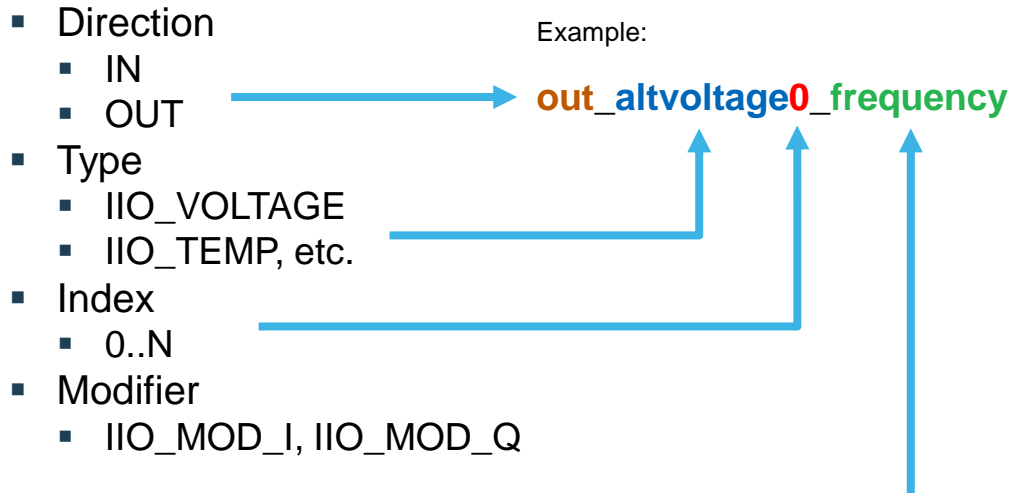 Direction
IN
OUT
Type
IIO_VOLTAGE
IIO_TEMP, etc.
Index
0..N
Modifier
IIO_MOD_I, IIO_MOD_Q
Example:
out_altvoltage0_frequency